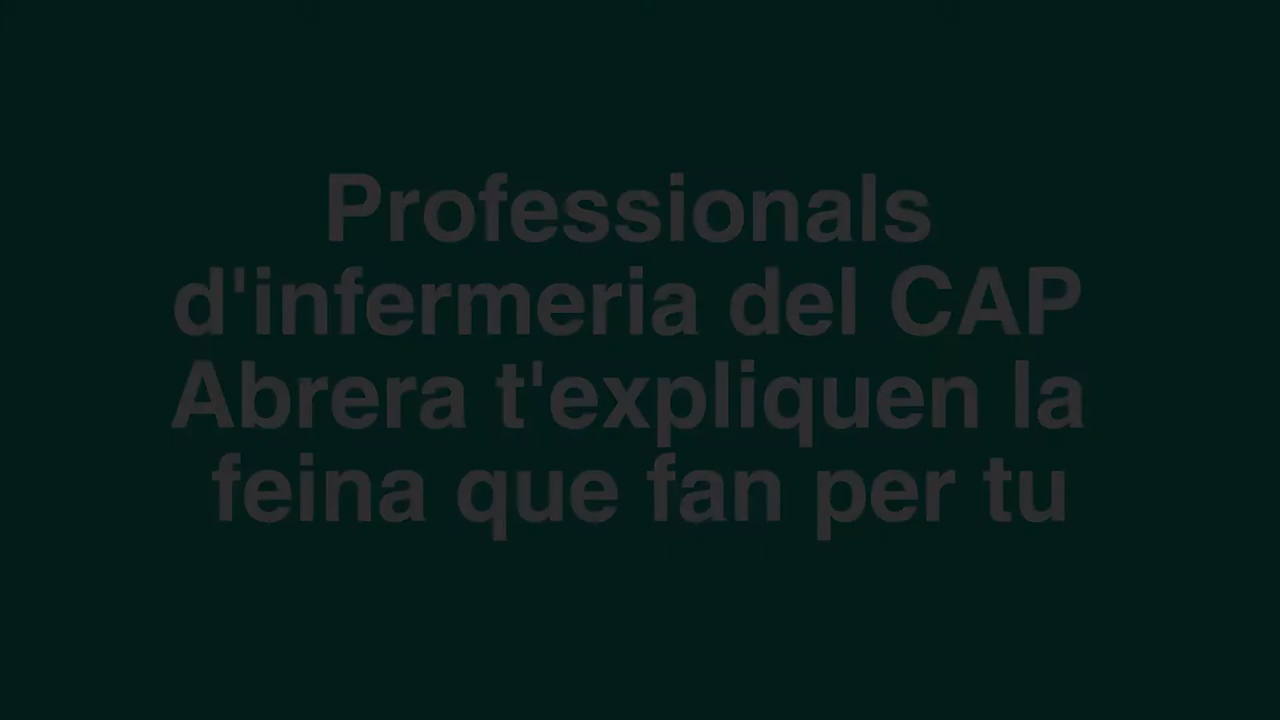 Professionals
d'infermeria del CAP
Abrera t'expliquen la
feina que fan per tu